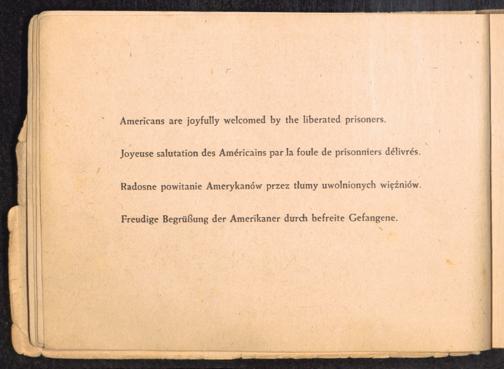 Americans are joyfully welcomed by the liberated prisoners.
Joyeuse salutation des Américains par la foule de prisonniers délivrés.
Radosne powitanie Amerykanów przez tłumy uwolnionych więźniów.
Freudige Begrüßung der Amerikaner durch befreite Gefangene.